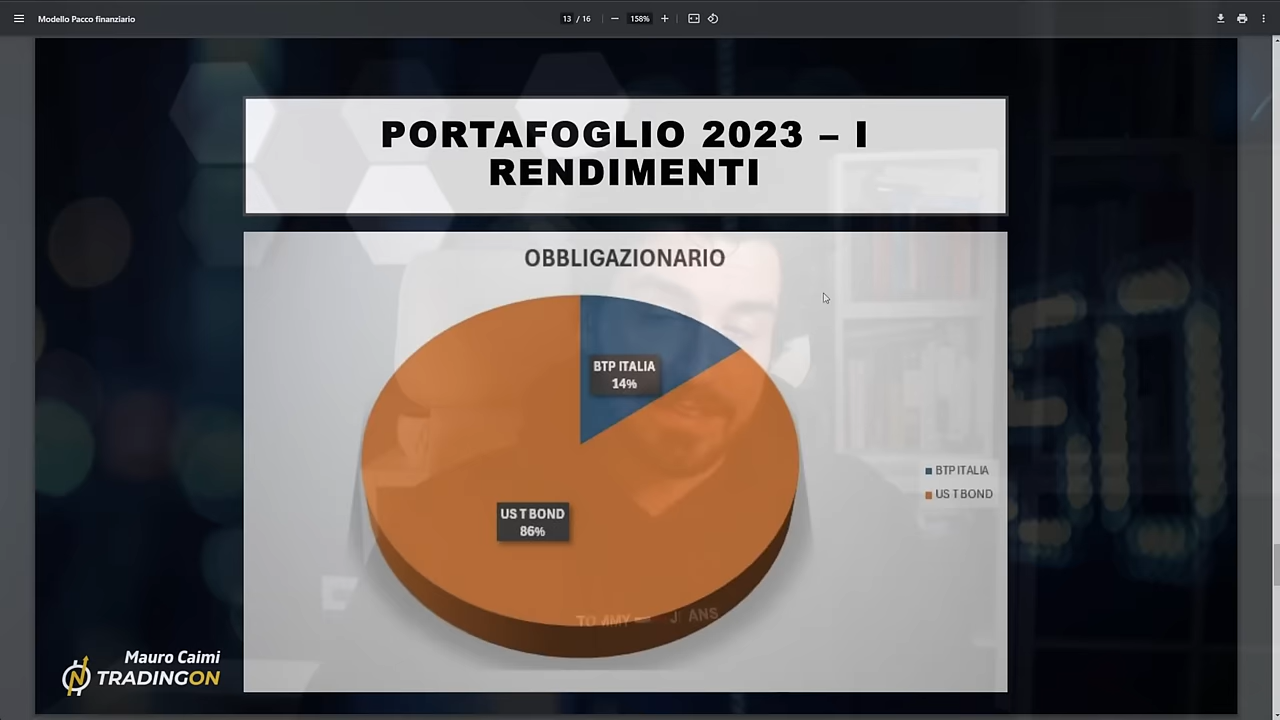 Modello Pacco finanziario
13 / 16
158%
PORTAFOGLIO 2023 – I
RENDIMENTI
OBBLIGAZIONARIO
BTP ITALIA
14%
BTP ITALIA
US T BOND
US T BOND
86%
JEANS
Mauro Caimi
TRADINGON